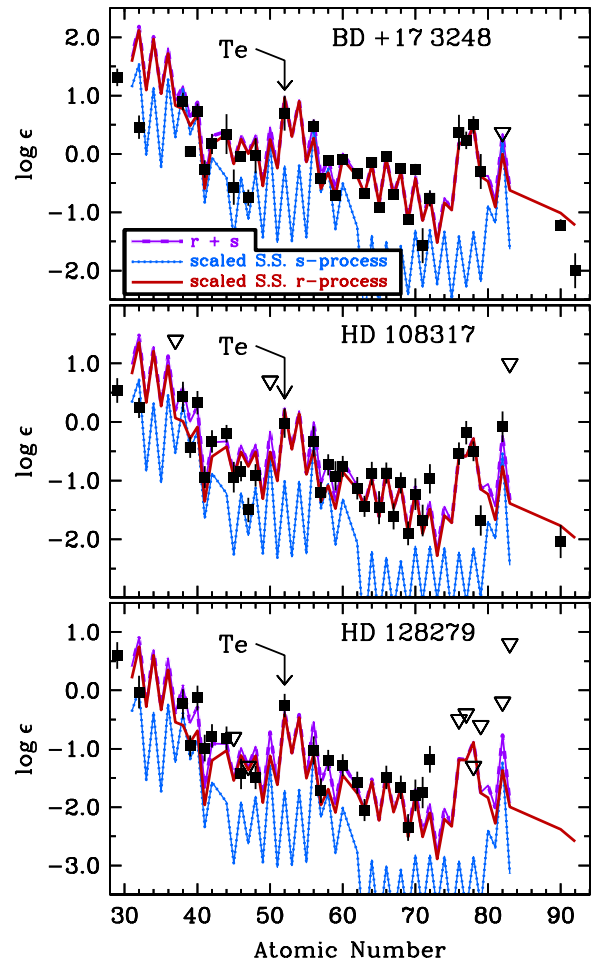 BD +17 3248
Te
2.0
1.0
0.0
−1.0
−2.0
log ϵ
r + s
scaled S.S. s−process
scaled S.S. r−process
HD 108317
Te
1.0
0.0
−1.0
−2.0
log ϵ
HD 128279
Te
1.0
0.0
−1.0
−2.0
−3.0
log ϵ
30 40 50 60 70 80 90
Atomic Number